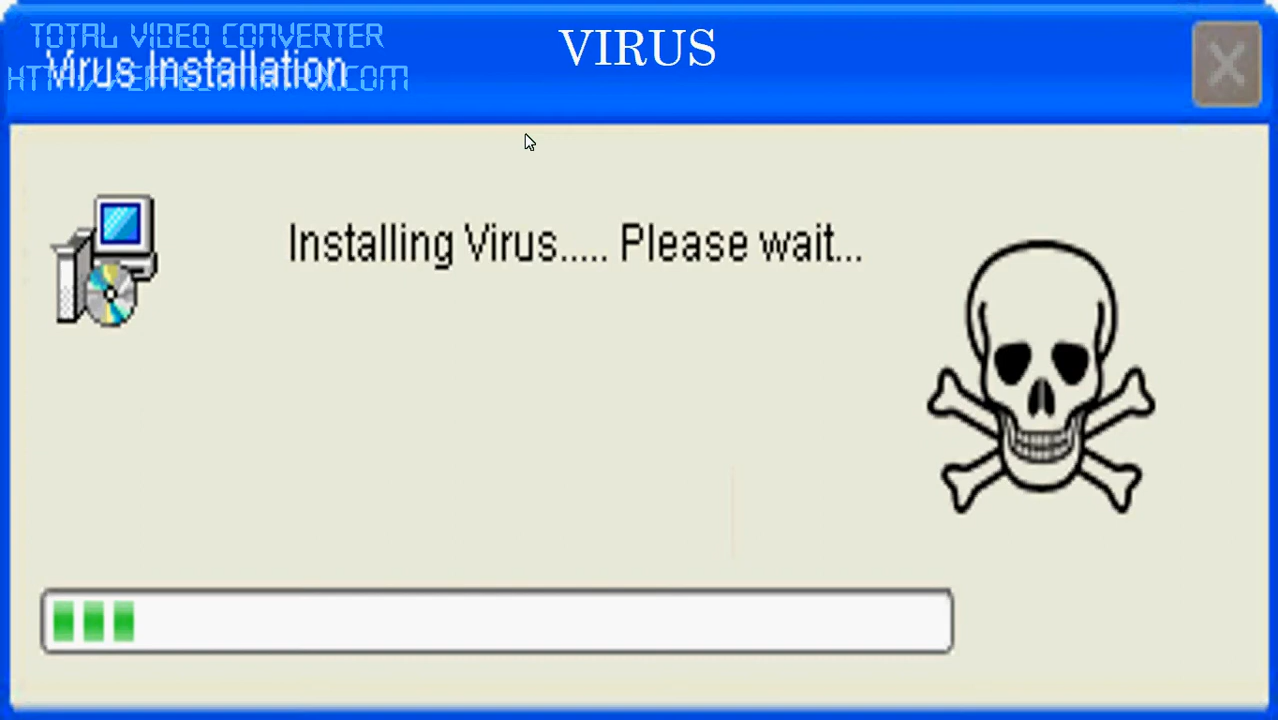 TOTAL VIDEO CONVERTER
VIRUS
Virus Installation
Installing Virus..... Please wait...